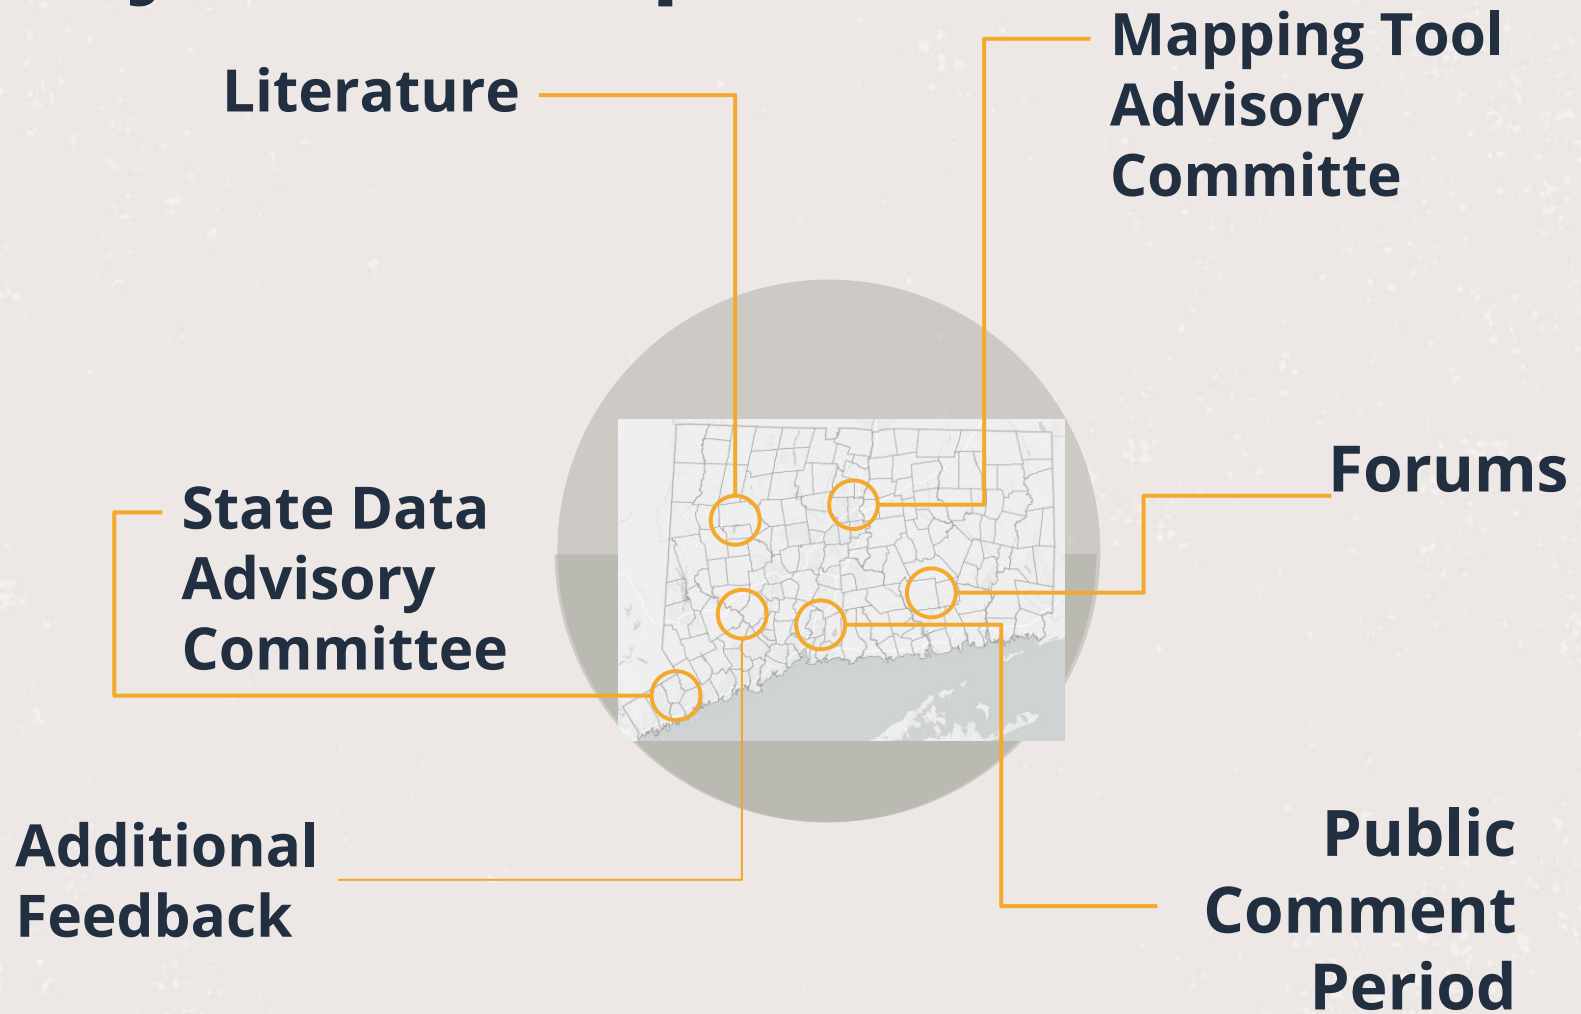 Literature
Mapping Tool
Advisory
Committe
Forums
State Data
Advisory
Committee
Additional
Feedback
Public
Comment
Period